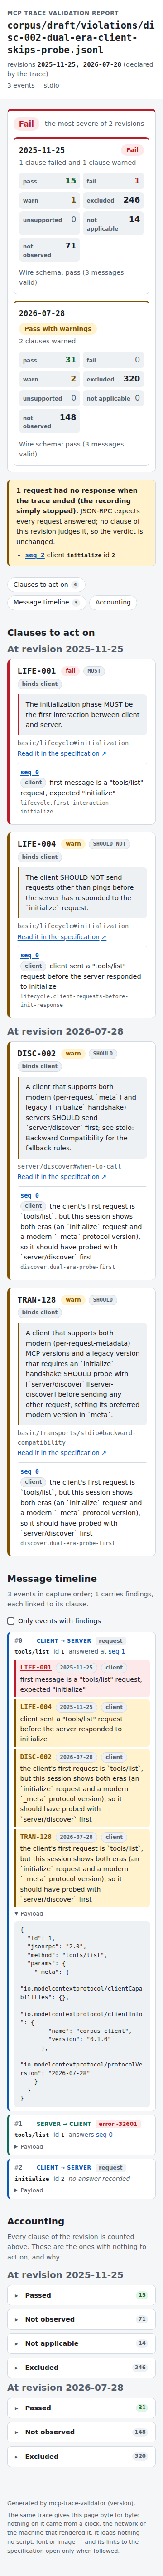 MCP TRACE VALIDATION REPORT
corpus/draft/violations/di
sc-002-dual-era-client-
skips-probe.jsonl
revisions 2025-11-25, 2026-07-28 (declared
by the trace)
3 events stdio
Fail the most severe of 2 revisions
2025-11-25 Fail
1 clause failed and 1 clause warned
pass 15 fail 1
warn 1 excluded 246
unsupported 0 not applicable 14
not observed 71
Wire schema: pass (3 messages
valid)
2026-07-28
Pass with warnings
2 clauses warned
pass 31 fail 0
warn 2 excluded 320
unsupported 0 not applicable 0
not observed 148
Wire schema: pass (3 messages
valid)
1 request had no response when
the trace ended (the recording
simply stopped). JSON-RPC expects
every request answered; no clause of
this revision judges it, so the verdict is
unchanged.
• seq 2 client initialize id 2
Clauses to act on 4
Message timeline 3 Accounting
Clauses to act on
At revision 2025-11-25
LIFE-001 fail MUST
binds client
The initialization phase MUST be
the first interaction between client
and server.
basic/lifecycle#initialization
Read it in the specification ↗
seq 0
client first message is a "tools/list"
request, expected "initialize"
lifecycle.first-interaction-
initialize
LIFE-004 warn SHOULD NOT
binds client
The client SHOULD NOT send
requests other than pings before
the server has responded to the
`initialize` request.
basic/lifecycle#initialization
Read it in the specification ↗
seq 0
client client sent a "tools/list"
request before the server responded
to initialize
lifecycle.client-requests-before-
init-response
At revision 2026-07-28
DISC-002 warn SHOULD
binds client
A client that supports both
modern (per-request `meta`) and
legacy (`initialize` handshake)
servers SHOULD send
`server/discover` first; see stdio:
Backward Compatibility for the
fallback rules.
server/discover#when-to-call
Read it in the specification ↗
seq 0
client the client's first request is
`tools/list`, but this session shows
both eras (an `initialize` request and
a modern `_meta` protocol version),
so it should have probed with
`server/discover` first
discover.dual-era-probe-first
TRAN-128 warn SHOULD
binds client
A client that supports both
modern (per-request-metadata)
MCP versions and a legacy version
that requires an `initialize`
handshake SHOULD probe with
[`server/discover`][server-
discover] before sending any
other request, setting its preferred
modern version in `meta`.
basic/transports/stdio#backward-
compatibility
Read it in the specification ↗
seq 0
client the client's first request is
`tools/list`, but this session shows
both eras (an `initialize` request and
a modern `_meta` protocol version),
so it should have probed with
`server/discover` first
discover.dual-era-probe-first
Message timeline
3 events in capture order; 1 carries findings,
each linked to its clause.
Only events with findings
#0 CLIENT → SERVER request
tools/list id 1 answered at seq 1
LIFE-001 2025-11-25 client
first message is a "tools/list" request,
expected "initialize"
LIFE-004 2025-11-25 client
client sent a "tools/list" request
before the server responded to
initialize
DISC-002 2026-07-28 client
the client's first request is `tools/list`,
but this session shows both eras (an
`initialize` request and a modern
`_meta` protocol version), so it
should have probed with
`server/discover` first
TRAN-128 2026-07-28 client
the client's first request is `tools/list`,
but this session shows both eras (an
`initialize` request and a modern
`_meta` protocol version), so it
should have probed with
`server/discover` first
▾ Payload
{
"id": 1,
"jsonrpc": "2.0",
"method": "tools/list",
"params": {
"_meta": {
"io.modelcontextprotocol/clientCapa
bilities": {},
"io.modelcontextprotocol/clientInfo
": {
"name": "corpus-client",
"version": "0.1.0"
},
"io.modelcontextprotocol/protocolVe
rsion": "2026-07-28"
}
}
}
#1 SERVER → CLIENT error -32601
tools/list id 1 answers seq 0
▸ Payload
#2 CLIENT → SERVER request
initialize id 2 no answer recorded
▸ Payload
Accounting
Every clause of the revision is counted
above. These are the ones with nothing to
act on, and why.
At revision 2025-11-25
▸ Passed 15
▸ Not observed 71
▸ Not applicable 14
▸ Excluded 246
At revision 2026-07-28
▸ Passed 31
▸ Not observed 148
▸ Excluded 320
Generated by mcp-trace-validator (version).
The same trace gives this page byte for byte:
nothing on it came from a clock, the network or
the machine that rendered it. It loads nothing —
no script, font or image — and its links to the
specification open only when followed.